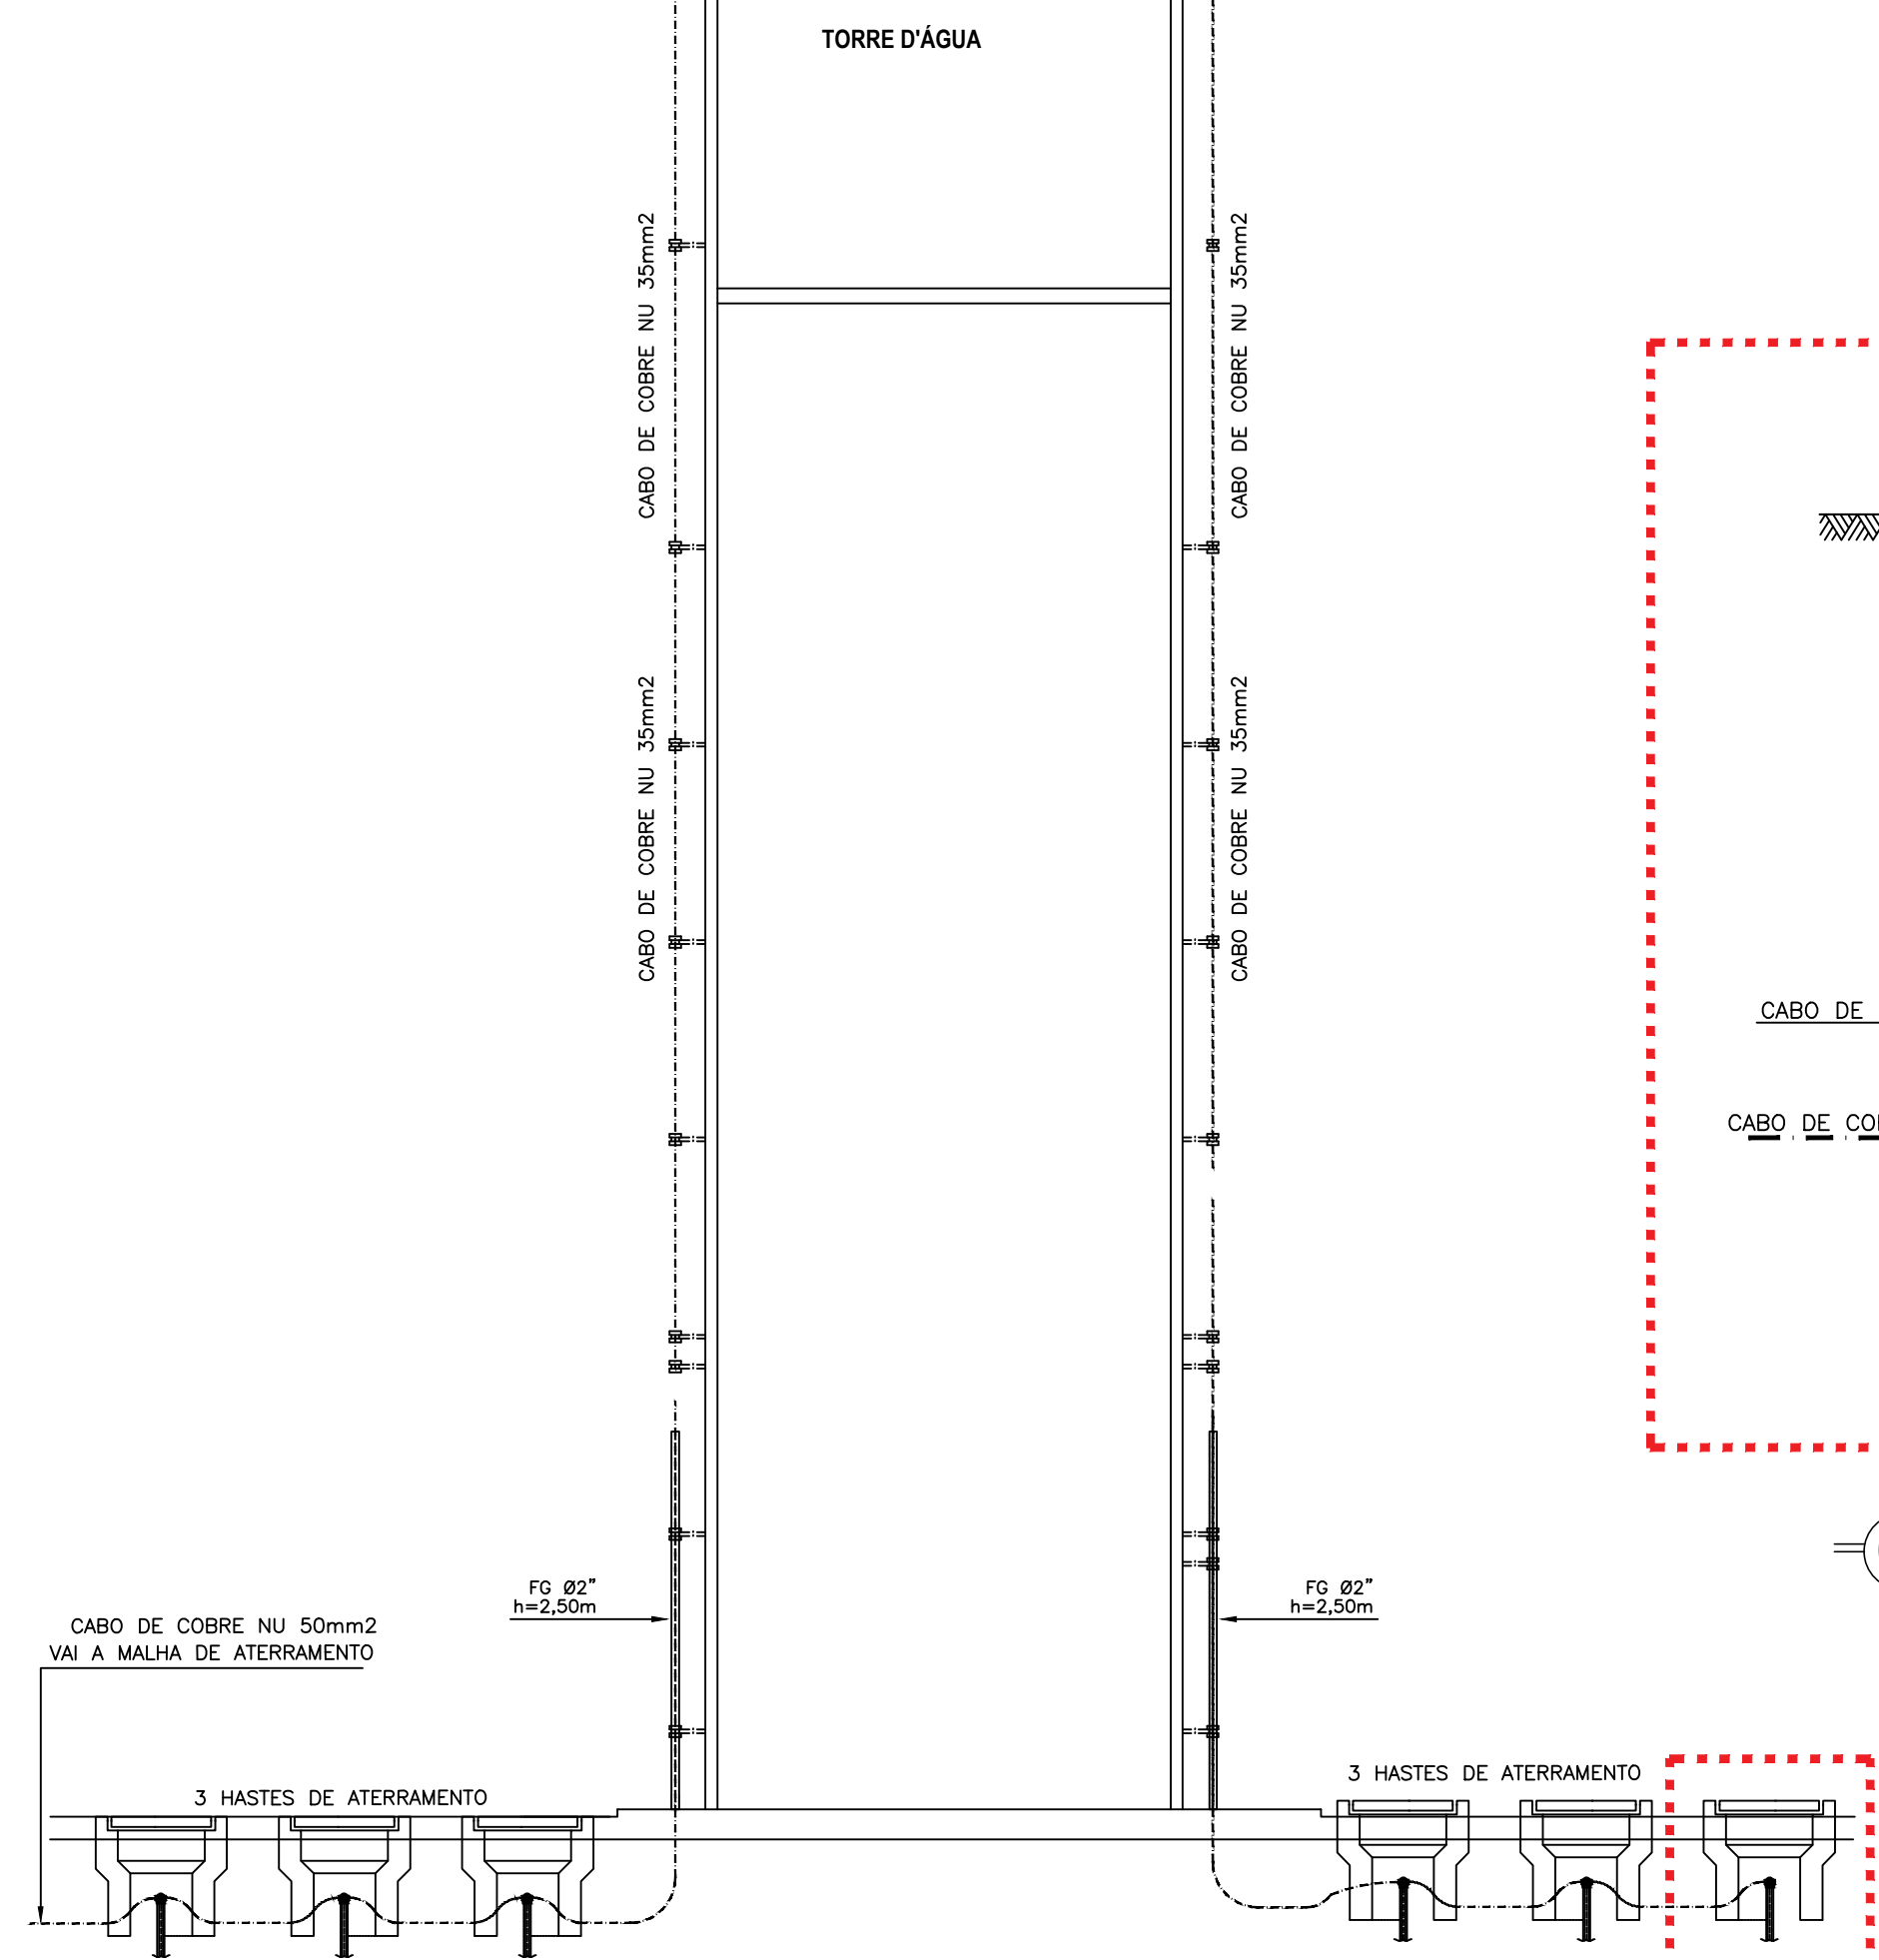 TORRE D'ÁGUA
CABO DE COBRE NU 35mm2
CABO DE COBRE NU 35mm2
CABO DE COBRE NU 35mm2
CABO DE COBRE NU 35mm2
CABO DE
CABO DE
FG Ø2"
h=2,50m
FG Ø2"
h=2,50m
CABO DE COBRE NU 50mm2
VAI A MALHA DE ATERRAMENTO
3 HASTES DE ATERRAMENTO
3 HASTES DE ATERRAMENTO